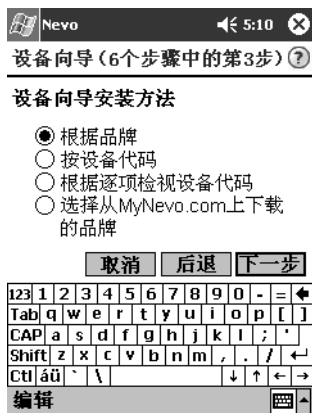 Nevo 5:10
设备向导(6个步骤中的第3步) ?
设备向导安装方法
根据品牌
按设备代码
根据逐项检视设备代码
选择从MyNevo.com上下载
的品牌
取消 后退 下一步
123 1 2 3 4 5 6 7 8 9 0 - =
Tab q w e r t y u i o p [ ]
CAP a s d f g h j k l ; '
Shift z x c v b n m , . /
Ctl áü ` \
编辑